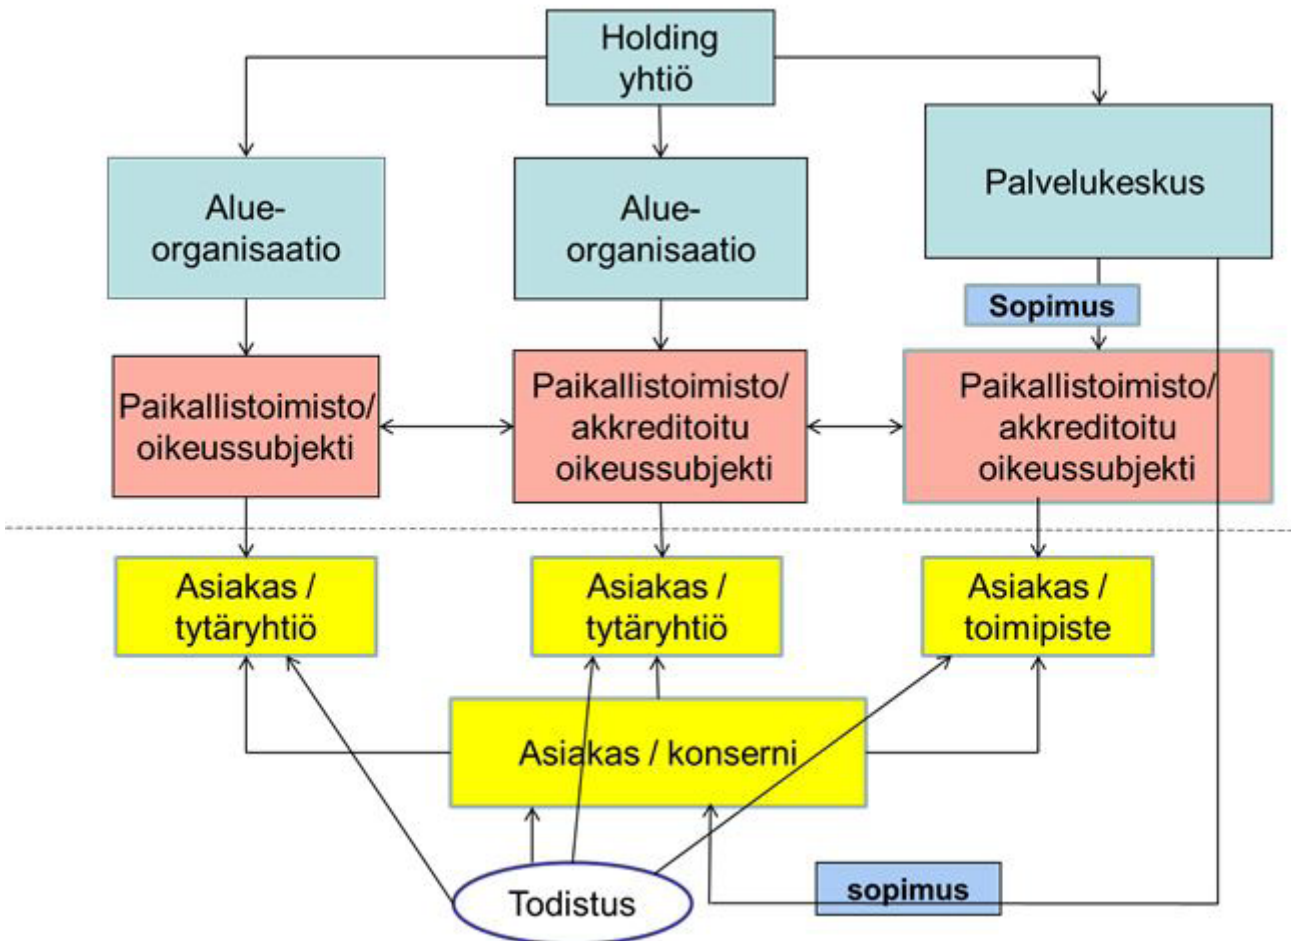 Holding
yhtiö
Alue-
organisaatio
Alue-
organisaatio
Palvelukeskus
Sopimus
Paikallistoimisto/
oikeussubjekti
Paikallistoimisto/
akkreditoitu
oikeussubjekti
Paikallistoimisto/
akkreditoitu
oikeussubjekti
Asiakas /
tytäryhtiö
Asiakas /
tytäryhtiö
Asiakas /
toimipiste
Asiakas / konserni
Todistus
sopimus